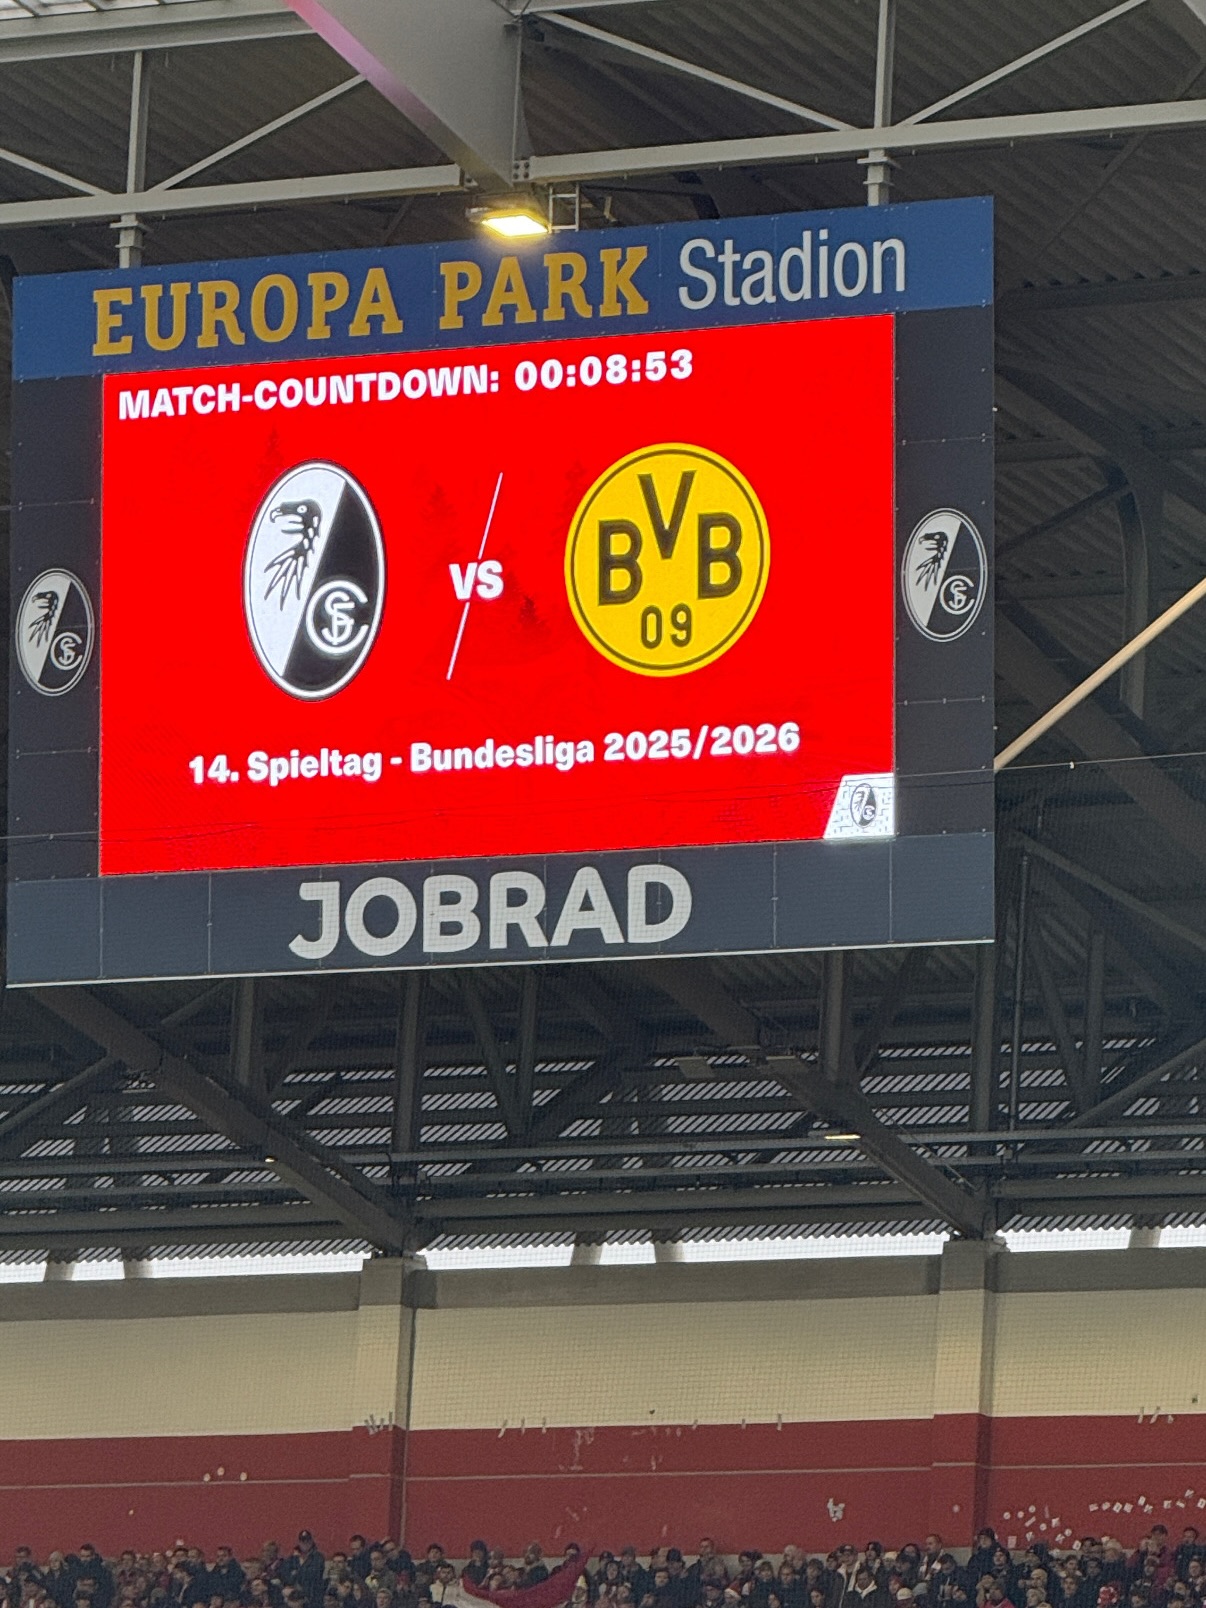 EUROPA PARK Stadion
MATCH-COUNTDOWN: 00:08:53
VS
BVB
09
14. Spieltag - Bundesliga 2025/2026
JOBRAD